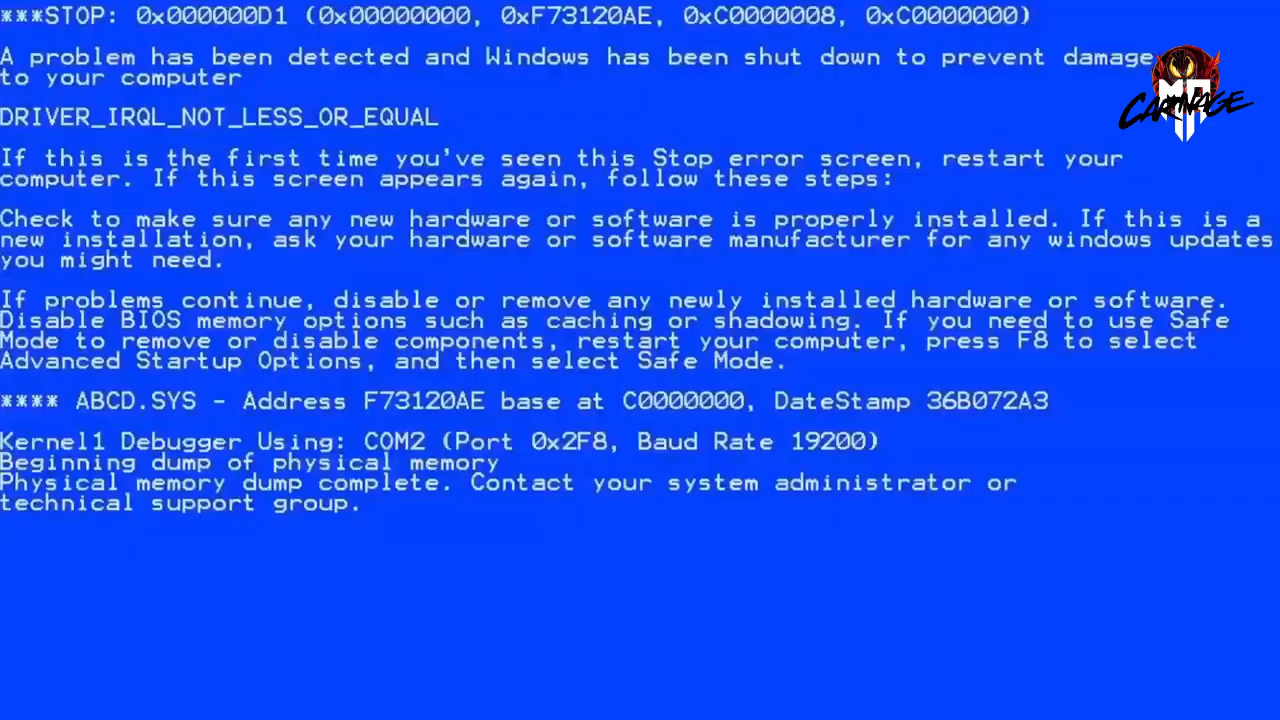 ***STOP: 0x000000D1 (0x00000000, 0xF73120AE, 0xC0000008, 0xC0000000)
A problem has been detected and Windows has been shut down to prevent damage
to your computer
DRIVER_IRQL_NOT_LESS_OR_EQUAL
CARNAGE
If this is the first time you've seen this Stop error screen, restart your
computer. If this screen appears again, follow these steps:
Check to make sure any new hardware or software is properly installed. If this is a
new installation, ask your hardware or software manufacturer for any windows updates
you might need.
If problems continue, disable or remove any newly installed hardware or software.
Disable BIOS memory options such as caching or shadowing. If you need to use Safe
Mode to remove or disable components, restart your computer, press F8 to select
Advanced Startup Options, and then select Safe Mode.
**** ABCD.SYS - Address F73120AE base at C0000000, DateStamp 36B072A3
Kernel1 Debugger Using: COM2 (Port 0x2F8, Baud Rate 19200)
Beginning dump of physical memory
Physical memory dump complete. Contact your system administrator or
technical support group.